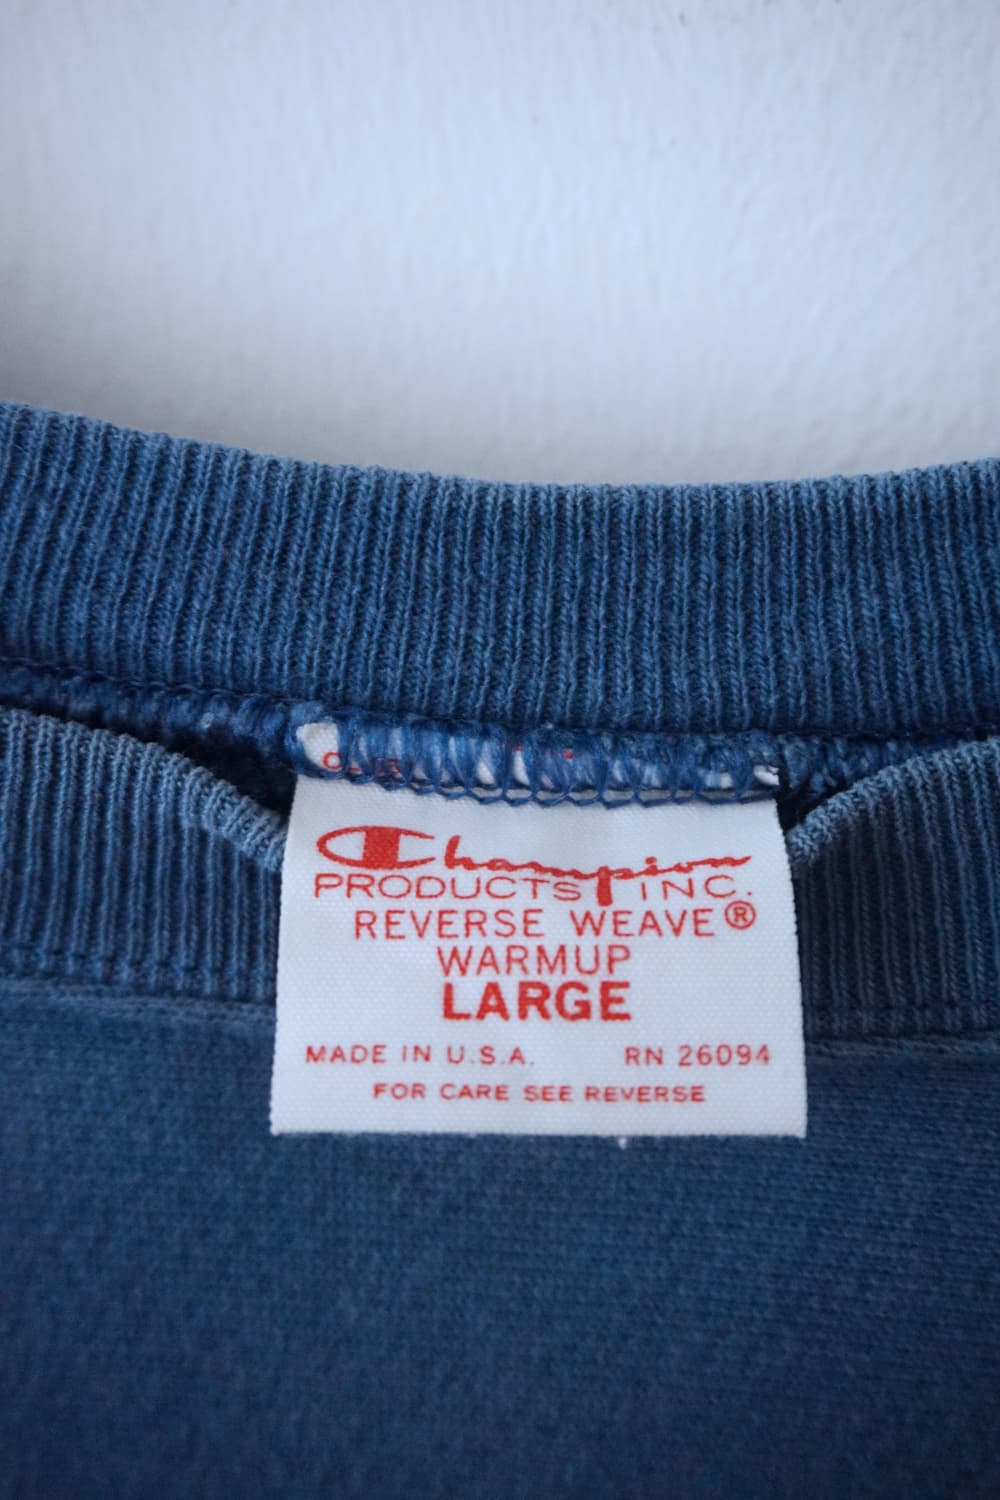 Champion
PRODUCTS INC.
REVERSE WEAVE®
WARMUP
LARGE
MADE IN U.S.A. RN 26094
FOR CARE SEE REVERSE